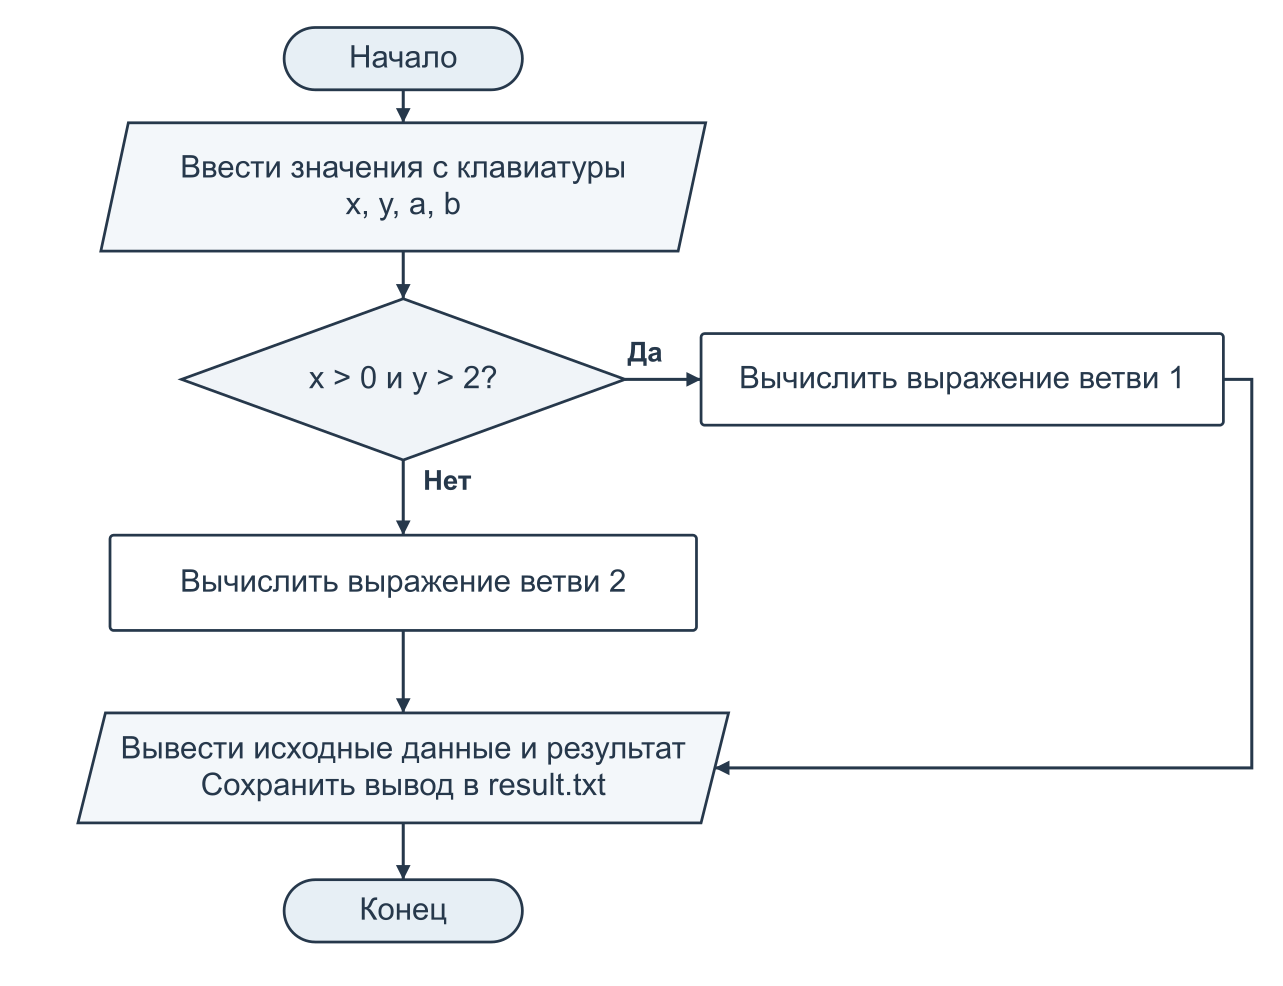 Начало
Ввести значения с клавиатуры
x, y, a, b
x > 0 и y > 2?
Да
Вычислить выражение ветви 1
Нет
Вычислить выражение ветви 2
Вывести исходные данные и результат
Сохранить вывод в result.txt
Конец